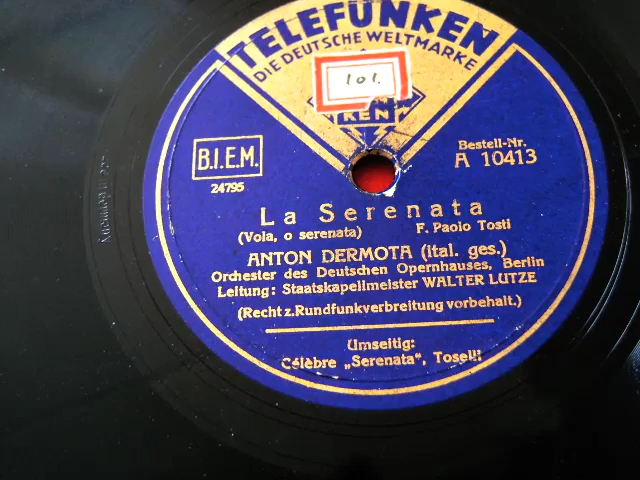 TELEFUNKEN
DIE DEUTSCHE WELTMARKE
101.
KEN
B.I.E.M.
24795
Bestell-Nr.
A 10413
La Serenata
(Vola, o serenata) F. Paolo Tosti
ANTON DERMOTA (ital. ges.)
Orchester des Deutschen Opernhauses, Berlin
Leitung: Staatskapellmeister WALTER LUTZE
(Recht z. Rundfunkverbreitung vorbehalt.)
Umseitig:
Célèbre „Serenata", Toselli